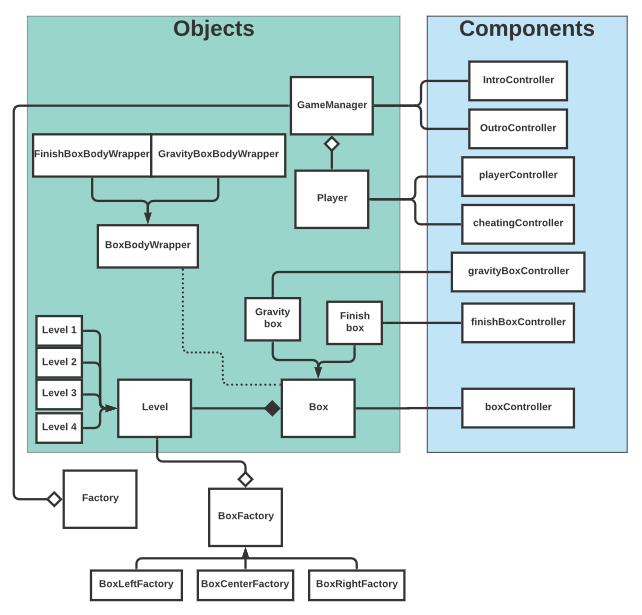 Objects
Components
GameManager
IntroController
OutroController
FinishBoxBodyWrapper
GravityBoxBodyWrapper
Player
playerController
cheatingController
BoxBodyWrapper
gravityBoxController
Gravity
box
Finish
box
finishBoxController
Level 1
Level 2
Level 3
Level 4
Level
Box
boxController
Factory
BoxFactory
BoxLeftFactory
BoxCenterFactory
BoxRightFactory